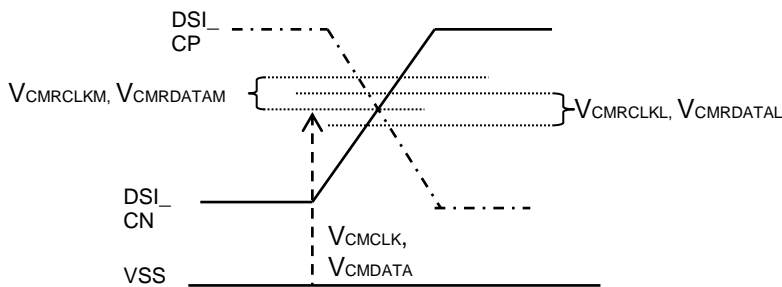 DSI_
CP
VCMRCLKM, VCMRDATAM
VCMRCLKL, VCMRDATAL
DSI_
CN
VCMCLK,
VCMDATA
VSS